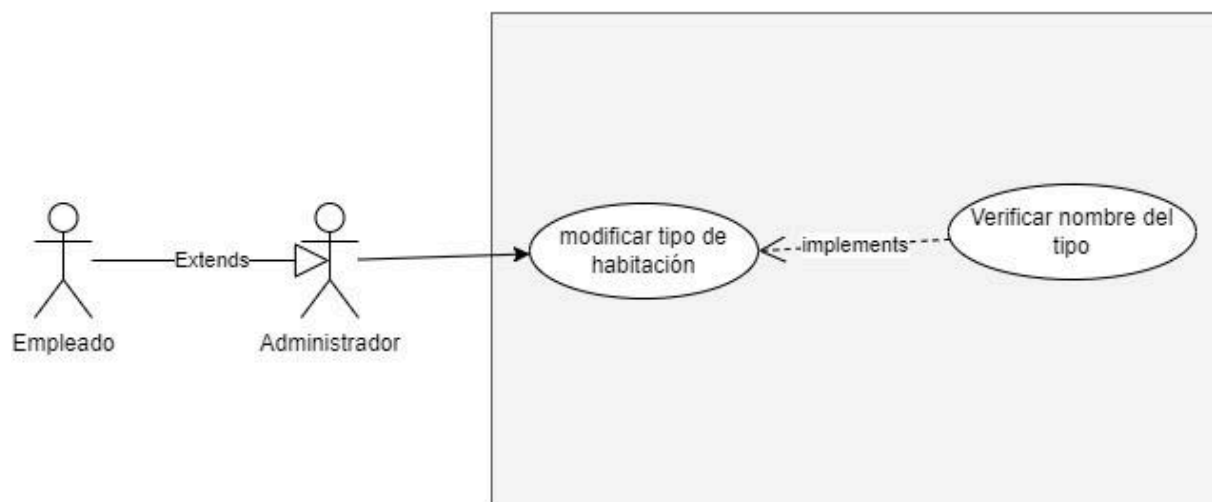 Extends
Empleado
Administrador
modificar tipo de
habitación
implements
Verificar nombre del
tipo